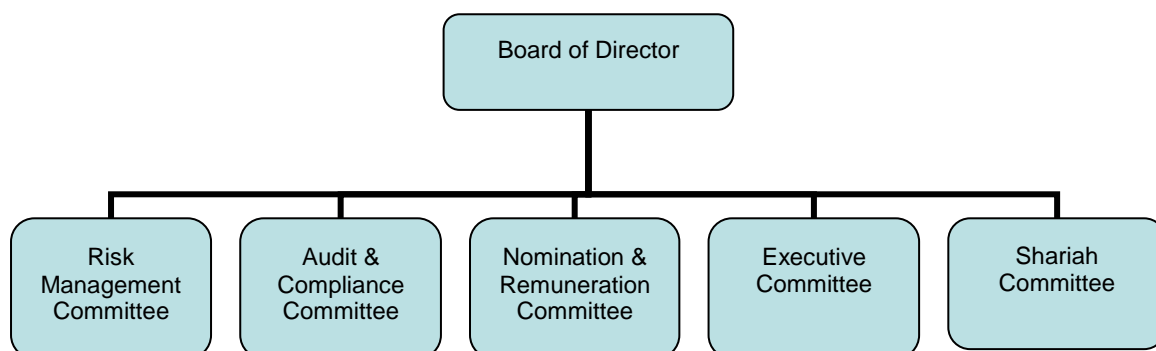 Board of Director
Risk
Management
Committee
Audit &
Compliance
Committee
Nomination &
Remuneration
Committee
Executive
Committee
Shariah
Committee